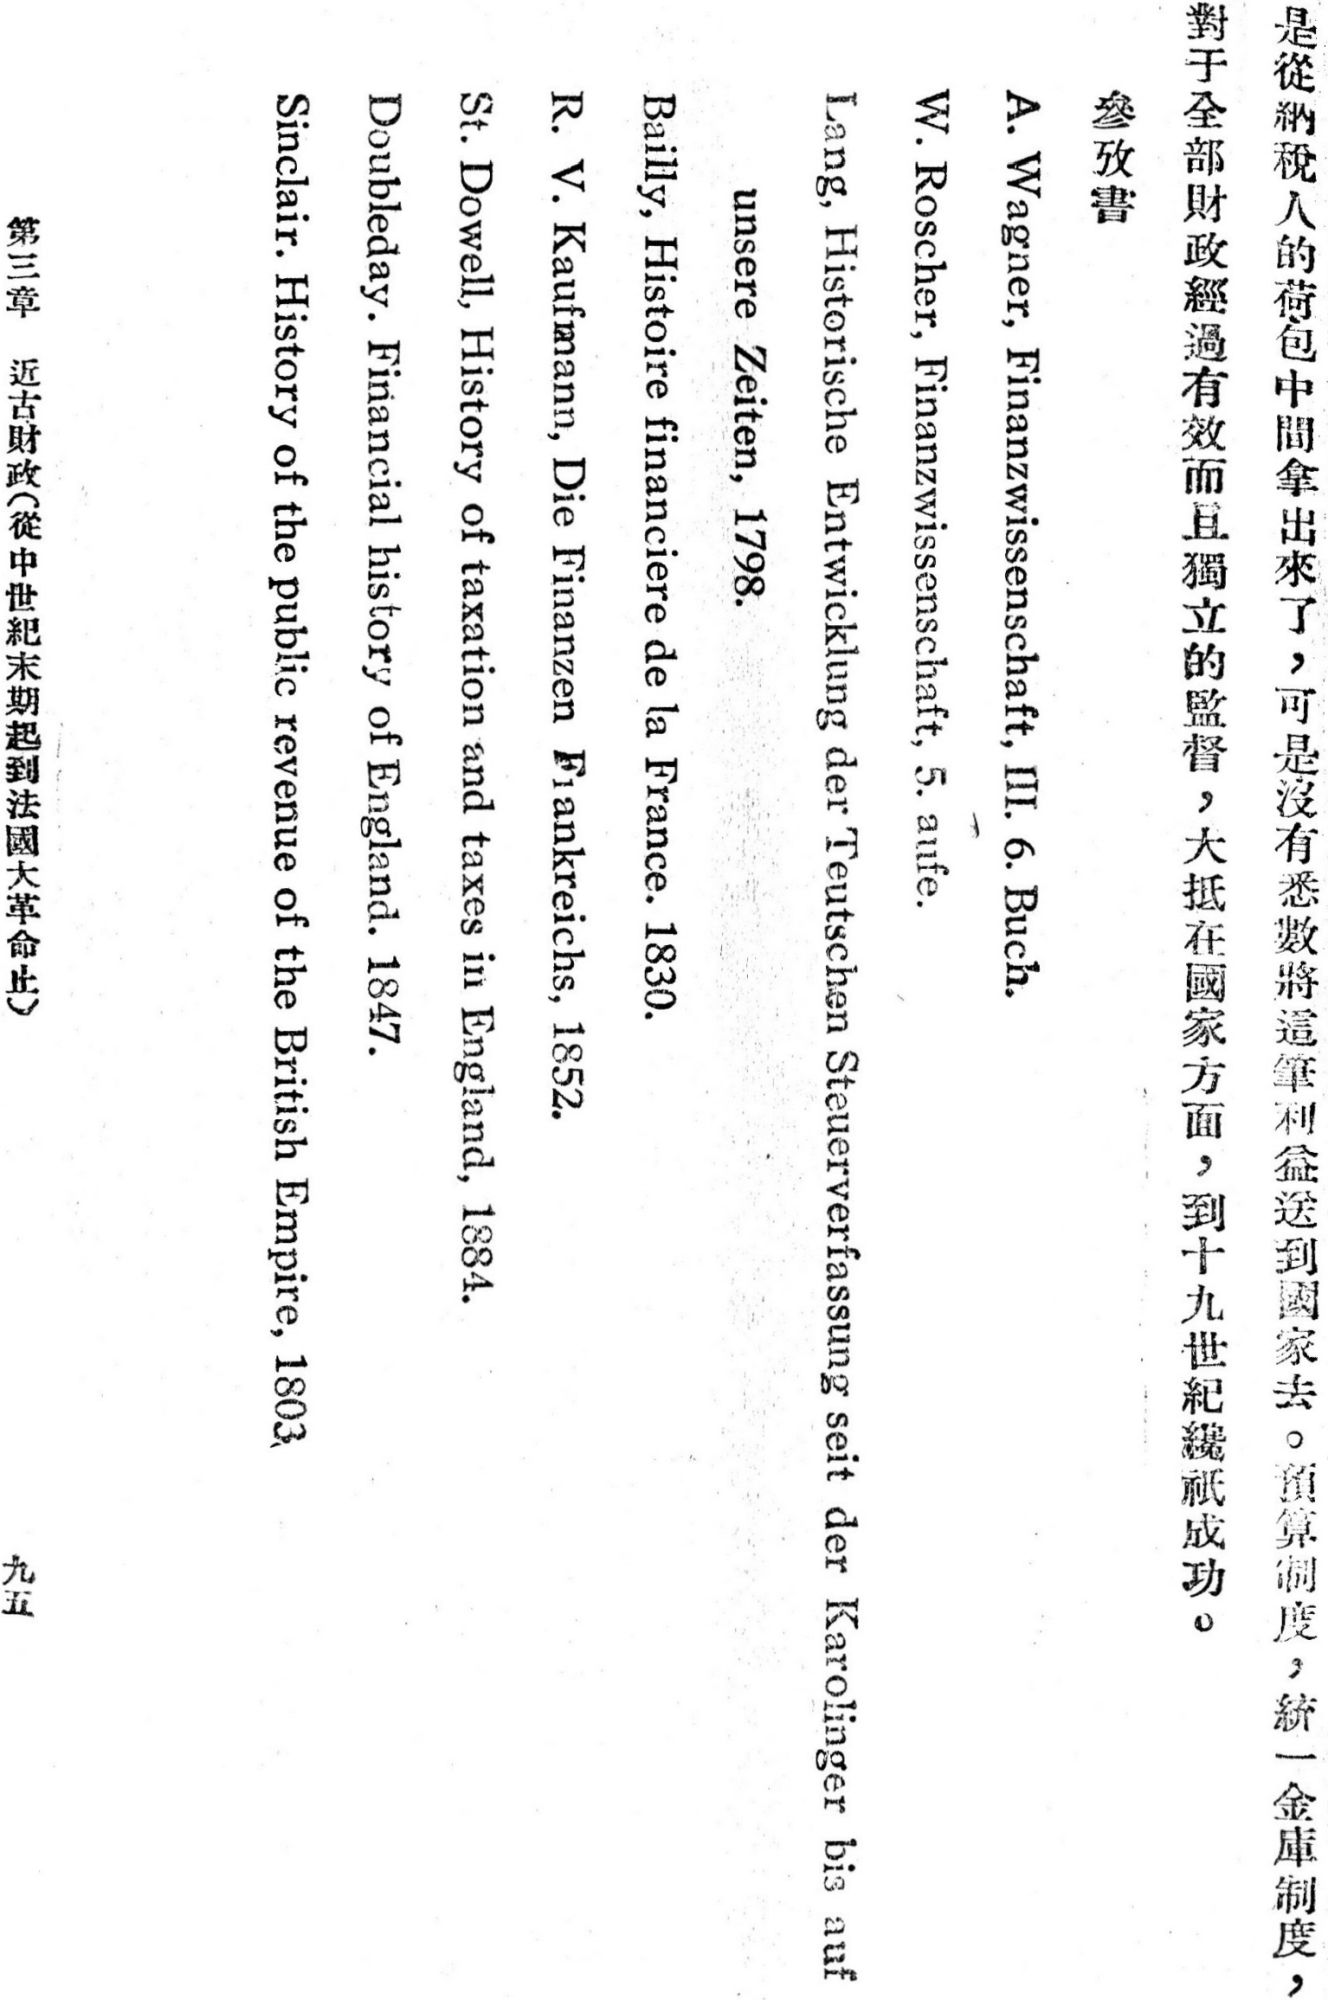 是從納稅人的荷包中間拿出來了，可是沒有悉數將這筆利益送到國家去。預算制度，統一金庫制度，
對于全部財政經過有效而且獨立的監督，大抵在國家方面，到十九世紀纔祇成功。
參攷書
A. Wagner, Finanzwissenschaft, III. 6. Buch.
W. Roscher, Finanzwissenschaft, 5. aufe.
Lang, Historische Entwicklung der Teutschen Steuerverfassung seit der Karolinger bis auf
unsere Zeiten, 1798.
Bailly, Histoire financiere de la France. 1830.
R. V. Kaufmann, Die Finanzen Frankreichs, 1852.
St. Dowell, History of taxation and taxes in England, 1884.
Doubleday. Financial history of England. 1847.
Sinclair. History of the public revenue of the British Empire, 1803.
第三章　近古財政（從中世紀末期起到法國大革命止）
九五